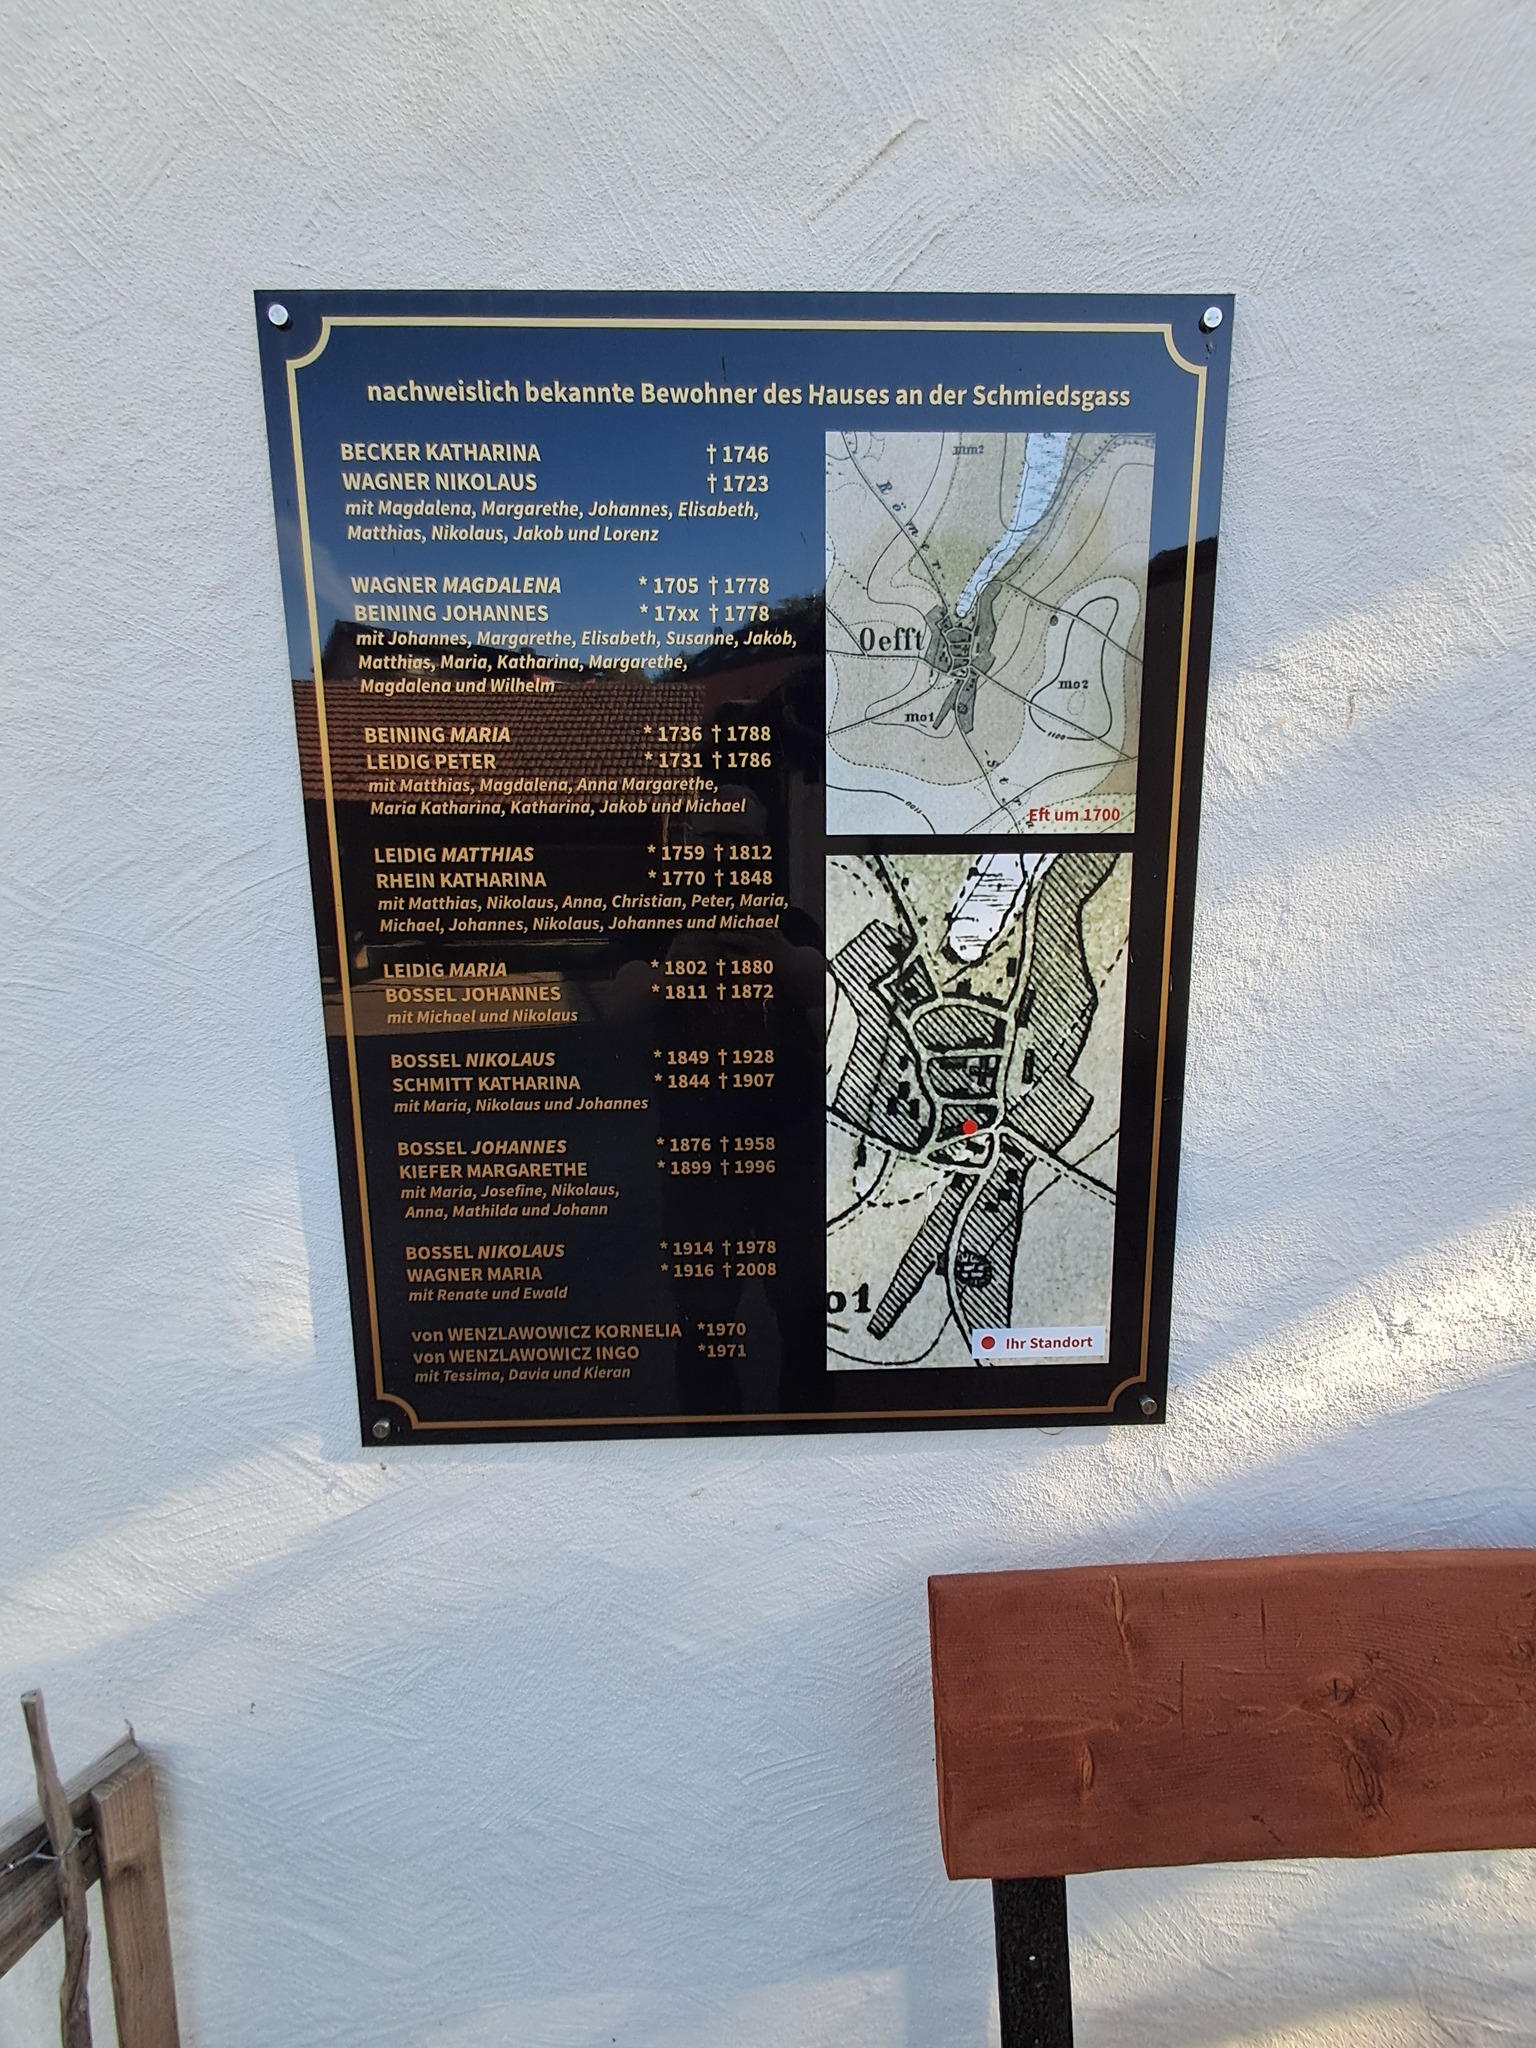 nachweislich bekannte Bewohner des Hauses an der Schmiedsgass
BECKER KATHARINA † 1746
WAGNER NIKOLAUS † 1723
mit Magdalena, Margarethe, Johannes, Elisabeth,
Matthias, Nikolaus, Jakob und Lorenz
WAGNER MAGDALENA * 1705 † 1778
BEINING JOHANNES * 17xx † 1778
mit Johannes, Margarethe, Elisabeth, Susanne, Jakob,
Matthias, Maria, Katharina, Margarethe,
Magdalena und Wilhelm
BEINING MARIA * 1736 † 1788
LEIDIG PETER * 1731 † 1786
mit Matthias, Magdalena, Anna Margarethe,
Maria Katharina, Katharina, Jakob und Michael
LEIDIG MATTHIAS * 1759 † 1812
RHEIN KATHARINA * 1770 † 1848
mit Matthias, Nikolaus, Anna, Christian, Peter, Maria,
Michael, Johannes, Nikolaus, Johannes und Michael
LEIDIG MARIA * 1802 † 1880
BOSSEL JOHANNES * 1811 † 1872
mit Michael und Nikolaus
BOSSEL NIKOLAUS * 1849 † 1928
SCHMITT KATHARINA * 1844 † 1907
mit Maria, Nikolaus und Johannes
BOSSEL JOHANNES * 1876 † 1958
KIEFER MARGARETHE * 1899 † 1996
mit Maria, Josefine, Nikolaus,
Anna, Mathilda und Johann
BOSSEL NIKOLAUS * 1914 † 1978
WAGNER MARIA * 1916 † 2008
mit Renate und Ewald
von WENZLAWOWICZ KORNELIA *1970
von WENZLAWOWICZ INGO *1971
mit Tessima, Davia und Kieran
mm2
Römer-
Oefft
mo2
mo1
1100
Stra
1100
Eft um 1700
o1
Ihr Standort